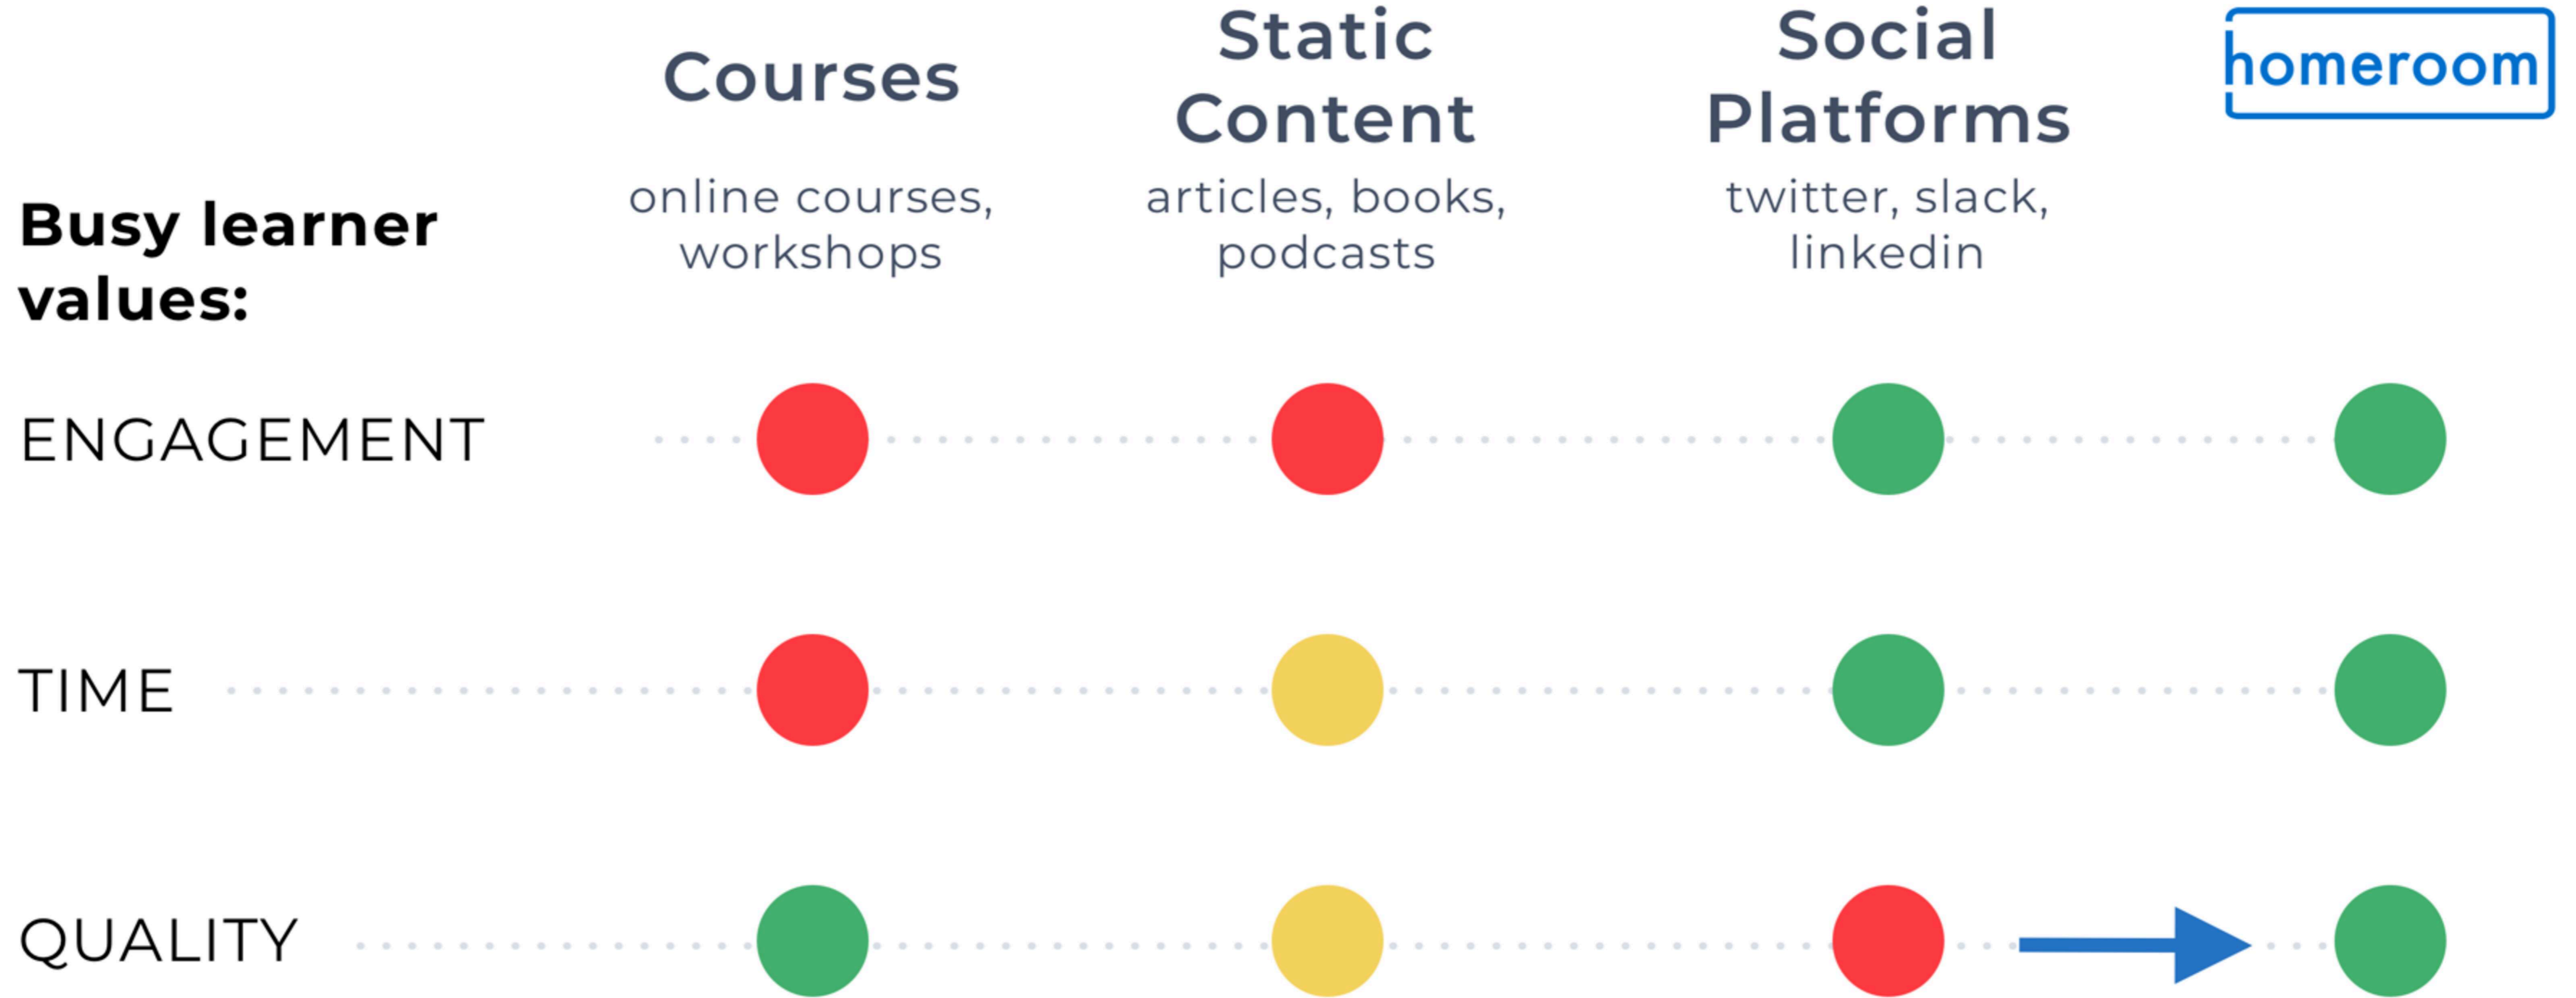 Courses
Static
Content
Social
Platforms
homeroom
online courses,
workshops
articles, books,
podcasts
twitter, slack,
linkedin
Busy learner
values:
ENGAGEMENT
TIME
QUALITY